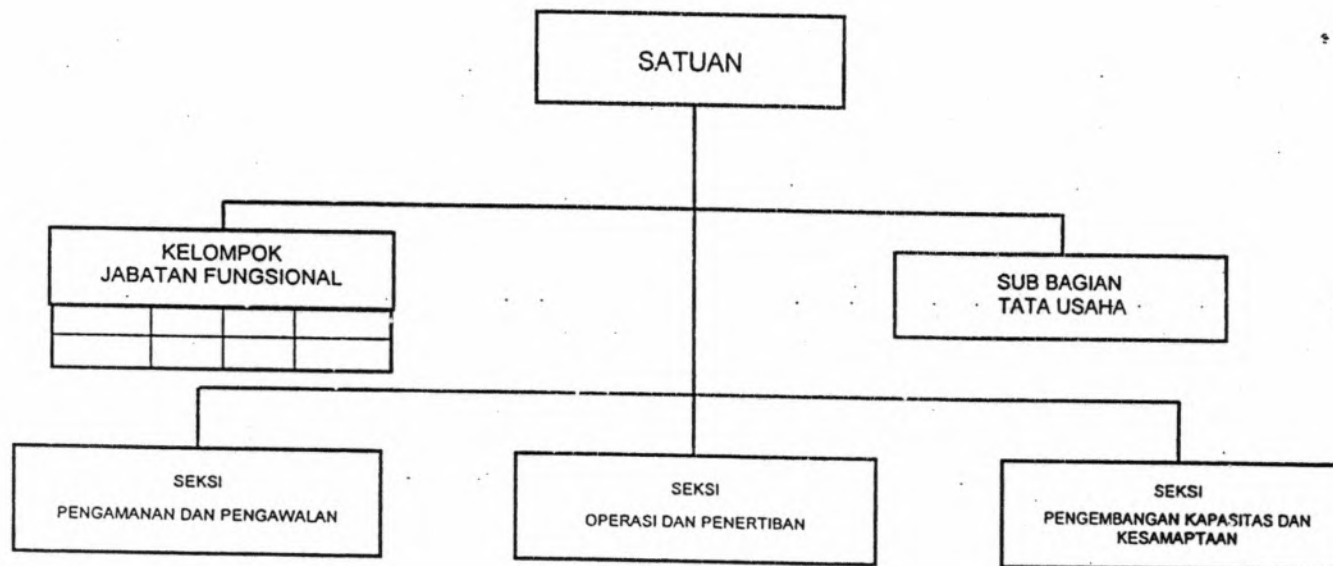 SATUAN
KELOMPOK
JABATAN FUNGSIONAL
SUB BAGIAN
TATA USAHA
SEKSI
PENGAMANAN DAN PENGAWALAN
SEKSI
OPERASI DAN PENERTIBAN
SEKSI
PENGEMBANGAN KAPASITAS DAN
KESAMAPTAAN